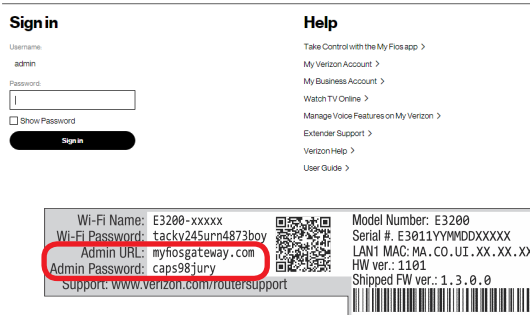 Sign in
Username:
admin
Password:
Show Password
Sign in
Help
Take Control with the My Fios app >
My Verizon Account >
My Business Account >
Watch TV Online >
Manage Voice Features on My Verizon >
Extender Support >
Verizon Help >
User Guide >
Wi-Fi Name: E3200-xxxxx
Wi-Fi Password: tacky245urn4873boy
Admin URL: myfiosgateway.com
Admin Password: caps98jury
Support: www.verizon.com/routersupport
Model Number: E3200
Serial #. E3011YYMMDDXXXXX
LAN1 MAC: MA.CO.UI.XX.XX.XX
HW ver.: 1101
Shipped FW ver.: 1.3.0.0